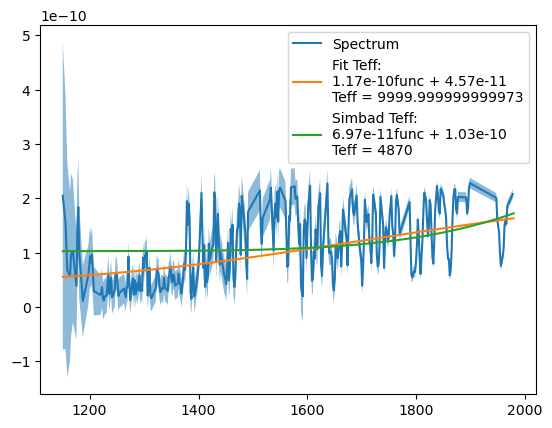 1e−10
5
4
3
2
1
0
−1
1200
1400
1600
1800
2000
Spectrum
Fit Teff:
1.17e-10func + 4.57e-11
Teff = 9999.999999999973
Simbad Teff:
6.97e-11func + 1.03e-10
Teff = 4870